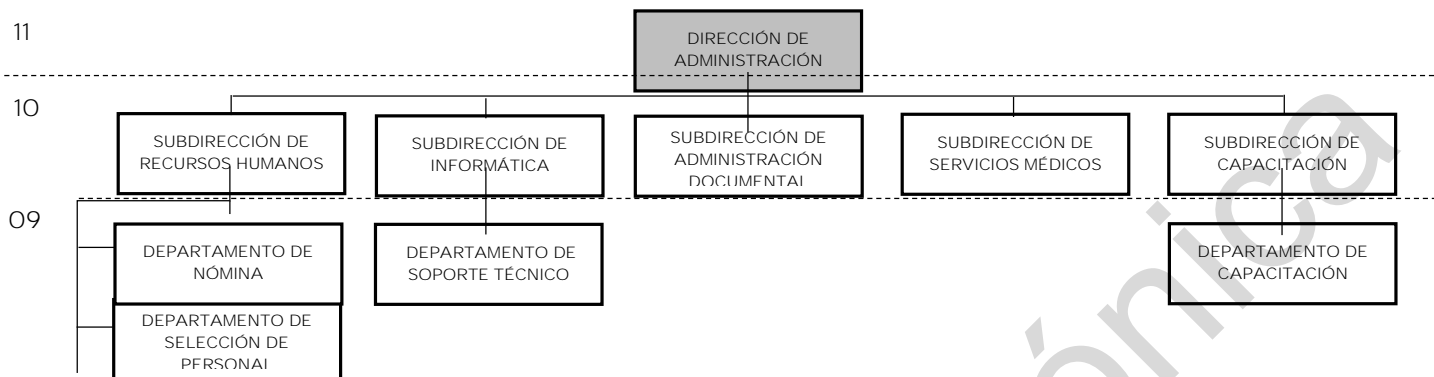 11
DIRECCIÓN DE
ADMINISTRACIÓN
10
SUBDIRECCIÓN DE
RECURSOS HUMANOS
SUBDIRECCIÓN DE
INFORMÁTICA
SUBDIRECCIÓN DE
ADMINISTRACIÓN
DOCUMENTAL
SUBDIRECCIÓN DE
SERVICIOS MÉDICOS
SUBDIRECCIÓN DE
CAPACITACIÓN
09
DEPARTAMENTO DE
NÓMINA
DEPARTAMENTO DE
SOPORTE TÉCNICO
DEPARTAMENTO DE
CAPACITACIÓN
DEPARTAMENTO DE
SELECCIÓN DE
PERSONAL
ónica